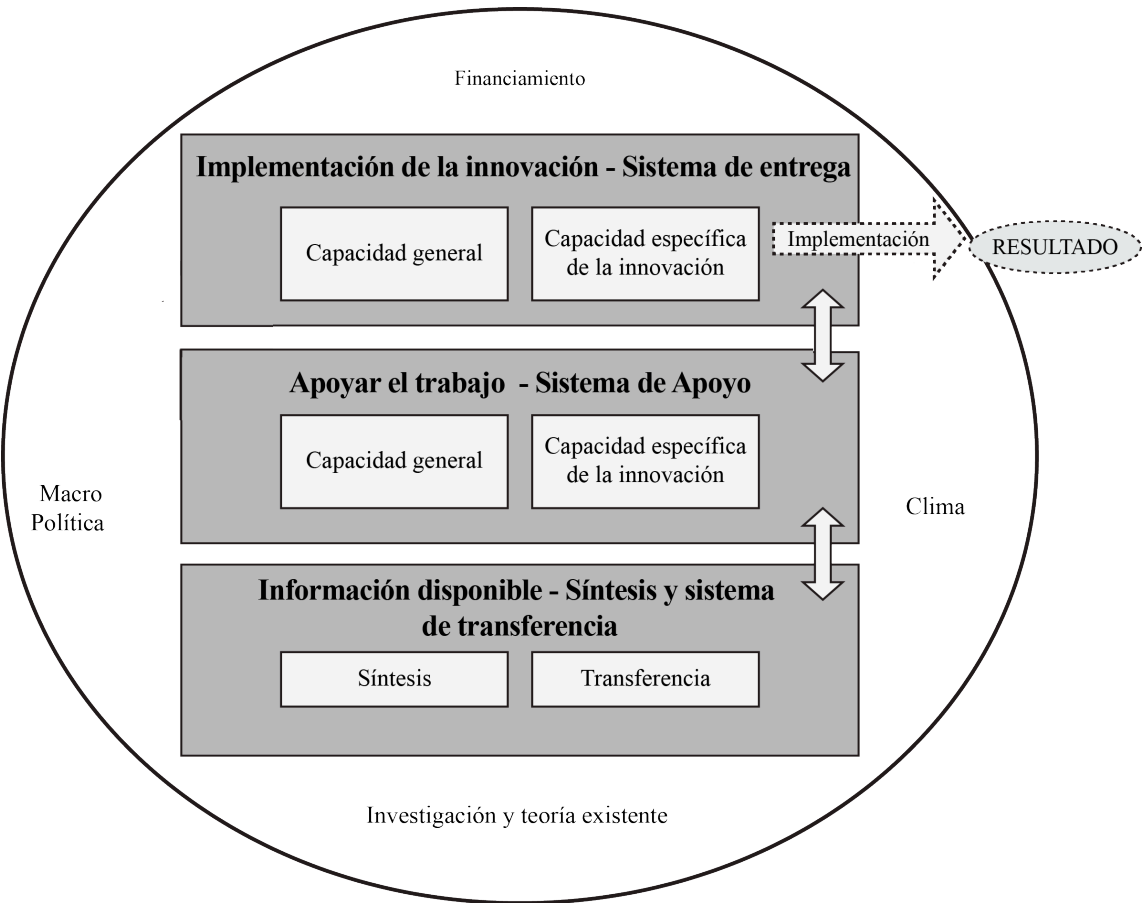 Financiamiento
Implementación de la innovación - Sistema de entrega
Capacidad general
Capacidad específica
de la innovación
Implementación
RESULTADO
Apoyar el trabajo - Sistema de Apoyo
Capacidad general
Capacidad específica
de la innovación
Macro
Política
Clima
Información disponible - Síntesis y sistema
de transferencia
Síntesis
Transferencia
Investigación y teoría existente